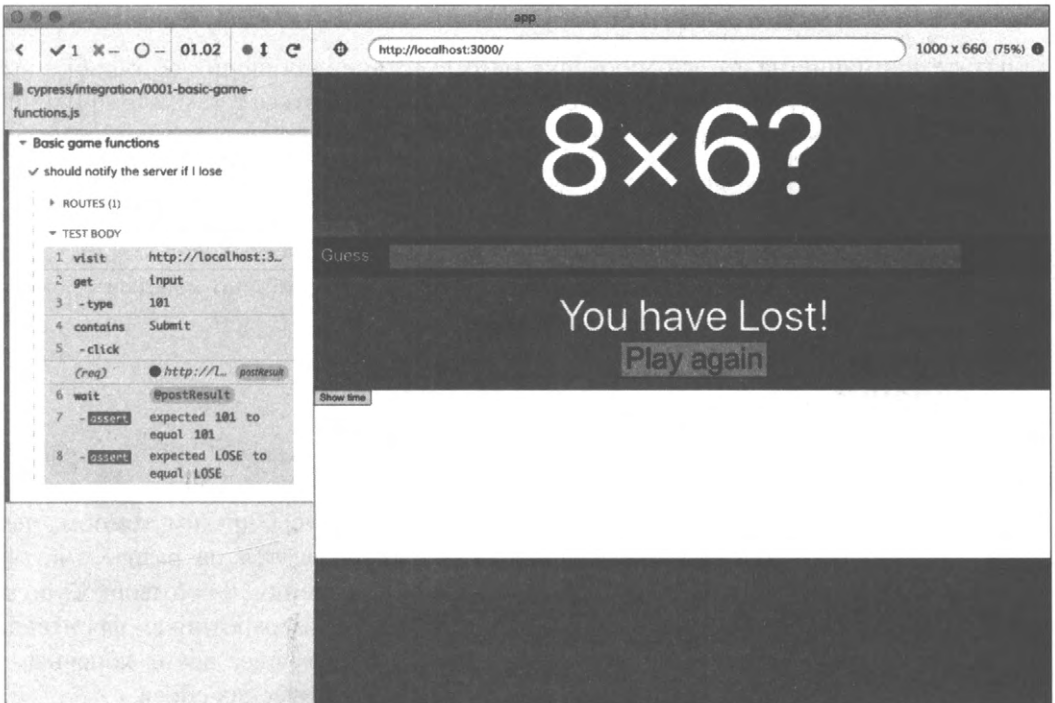 app
✓ 1 ✗ -- ○ -- 01.02
http://localhost:3000/
1000 x 660 (75%)
cypress/integration/0001-basic-game-
functions.js
Basic game functions
✓ should notify the server if I lose
ROUTES (1)
TEST BODY
1 visit http://localhost:3…
2 get input
3 -type 101
4 contains Submit
5 -click
(req) http://l… postResult
6 wait @postResult
7 -assert expected 101 to
equal 101
8 -assert expected LOSE to
equal LOSE
8×6?
Guess:
You have Lost!
Play again
Show time